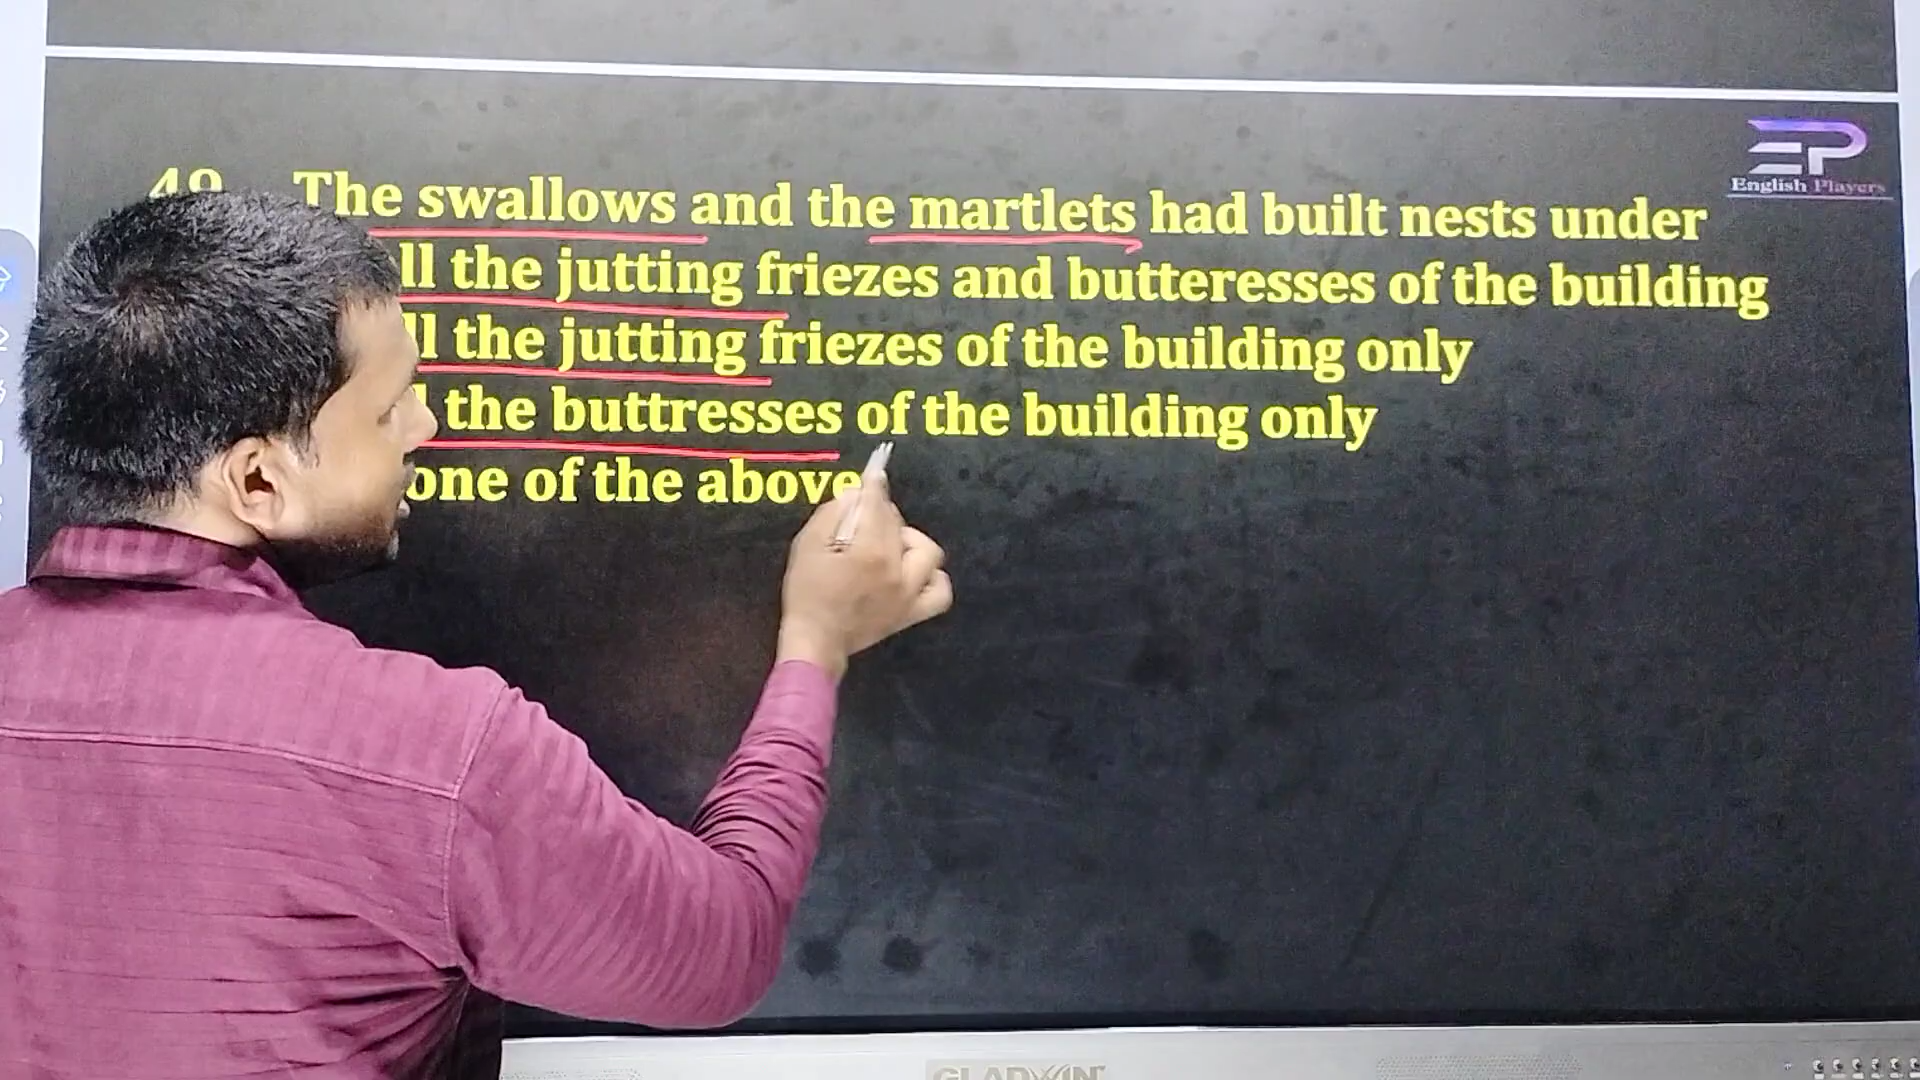 The swallows and the martlets had built nests under
ll the jutting friezes and butteresses of the building
ll the jutting friezes of the building only
the buttresses of the building only
one of the above
EP
English Players
GLADWIN